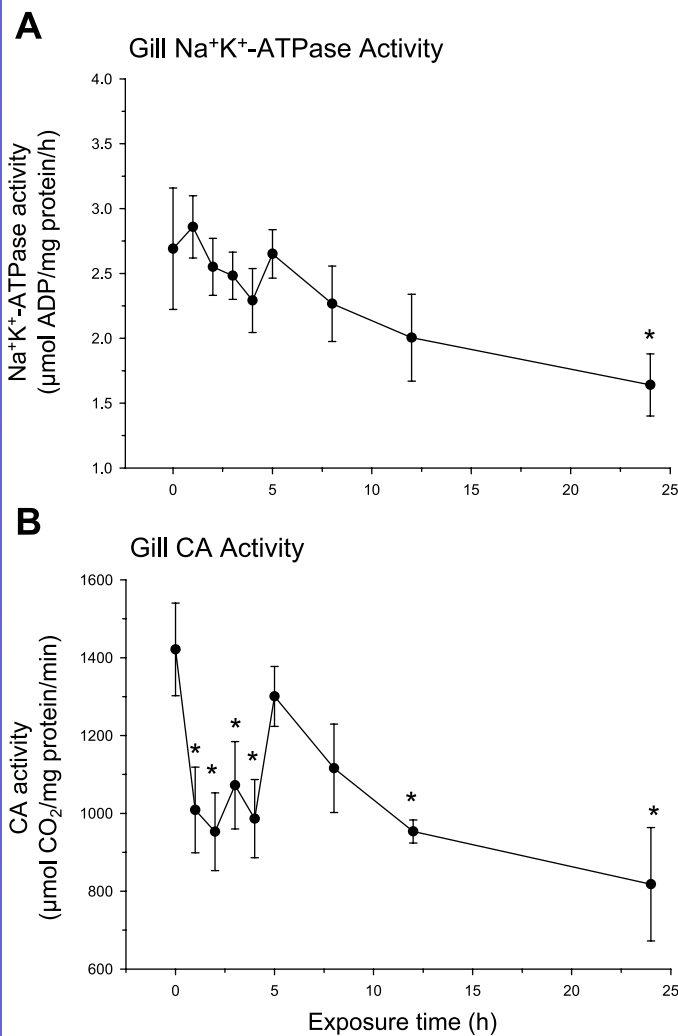 A
Gill Na⁺K⁺-ATPase Activity
Na⁺K⁺-ATPase activity
(μmol ADP/mg protein/h)
4.0
3.5
3.0
2.5
2.0
1.5
1.0
*
0 5 10 15 20 25
B
Gill CA Activity
CA activity
(μmol CO₂/mg protein/min)
1600
1400
1200
1000
800
600
* * * * * *
0 5 10 15 20 25
Exposure time (h)